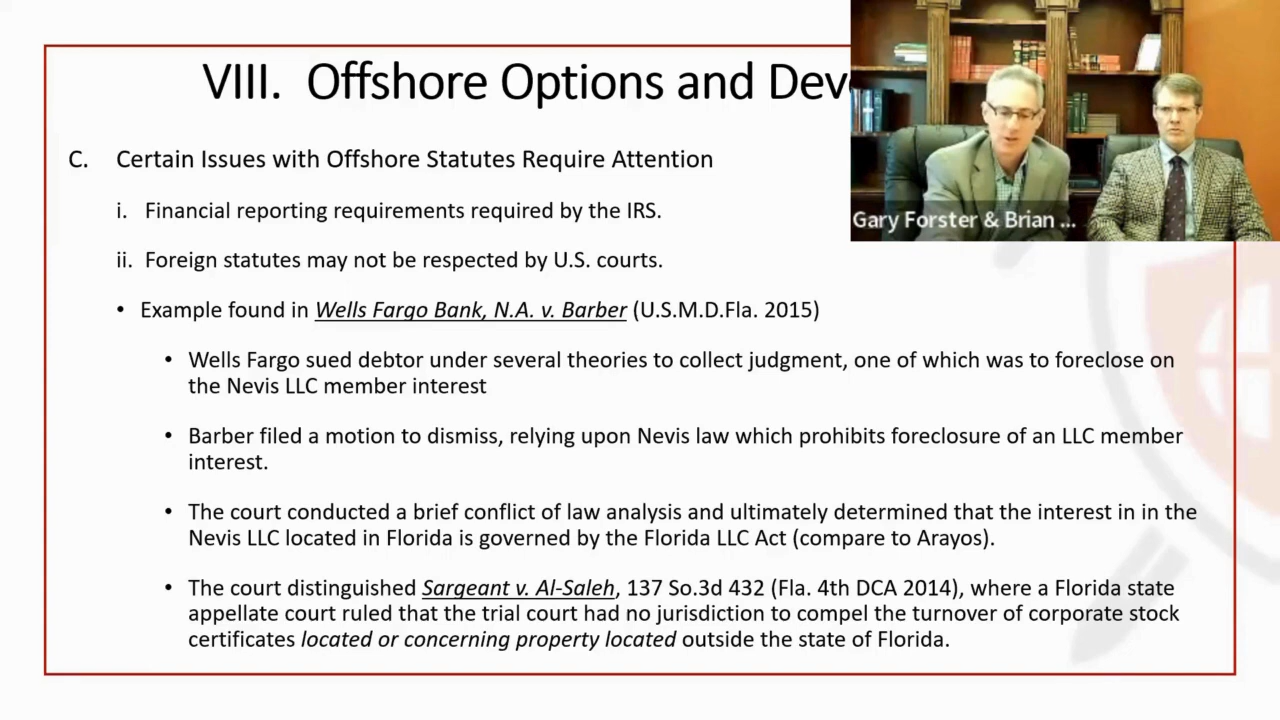 VIII. Offshore Options and Dev
C. Certain Issues with Offshore Statutes Require Attention
i. Financial reporting requirements required by the IRS.
ii. Foreign statutes may not be respected by U.S. courts.
• Example found in Wells Fargo Bank, N.A. v. Barber (U.S.M.D.Fla. 2015)
• Wells Fargo sued debtor under several theories to collect judgment, one of which was to foreclose on
the Nevis LLC member interest
• Barber filed a motion to dismiss, relying upon Nevis law which prohibits foreclosure of an LLC member
interest.
• The court conducted a brief conflict of law analysis and ultimately determined that the interest in in the
Nevis LLC located in Florida is governed by the Florida LLC Act (compare to Arayos).
• The court distinguished Sargeant v. Al-Saleh, 137 So.3d 432 (Fla. 4th DCA 2014), where a Florida state
appellate court ruled that the trial court had no jurisdiction to compel the turnover of corporate stock
certificates located or concerning property located outside the state of Florida.
Gary Forster & Brian ...